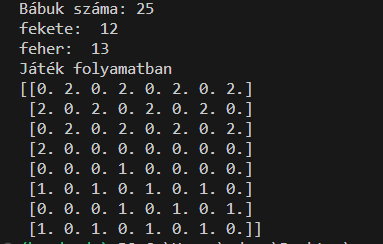 Bábuk száma: 25
fekete:  12
feher:  13
Játék folyamatban
[[0. 2. 0. 2. 0. 2. 0. 2.]
 [2. 0. 2. 0. 2. 0. 2. 0.]
 [0. 2. 0. 2. 0. 2. 0. 2.]
 [2. 0. 0. 0. 0. 0. 0. 0.]
 [0. 0. 0. 1. 0. 0. 0. 0.]
 [1. 0. 1. 0. 1. 0. 1. 0.]
 [0. 0. 0. 1. 0. 1. 0. 1.]
 [1. 0. 1. 0. 1. 0. 1. 0.]]